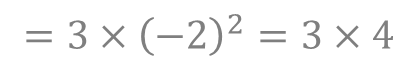 = 3 × (−2)² = 3 × 4